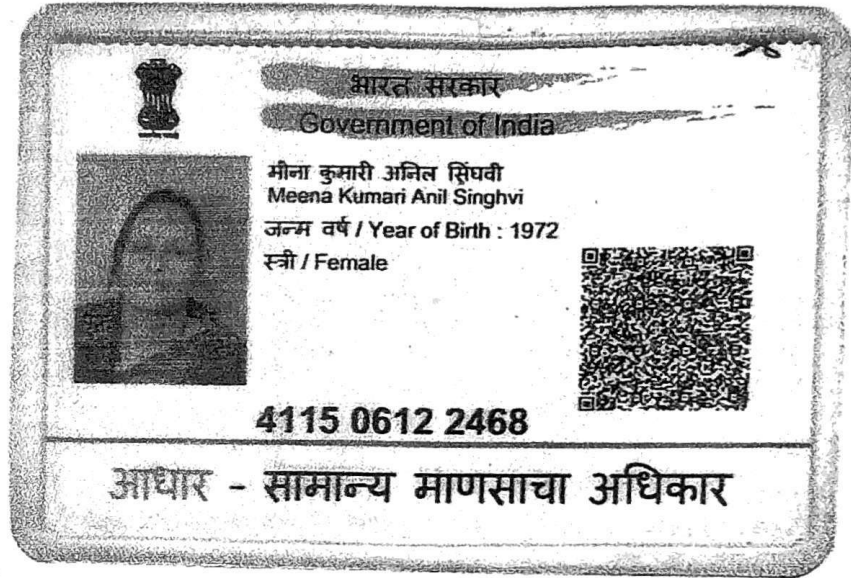 भारत सरकार
Government of India
मीना कुमारी अनिल सिंघवी
Meena Kumari Anil Singhvi
जन्म वर्ष / Year of Birth : 1972
स्त्री / Female
4115 0612 2468
आधार - सामान्य माणसाचा अधिकार